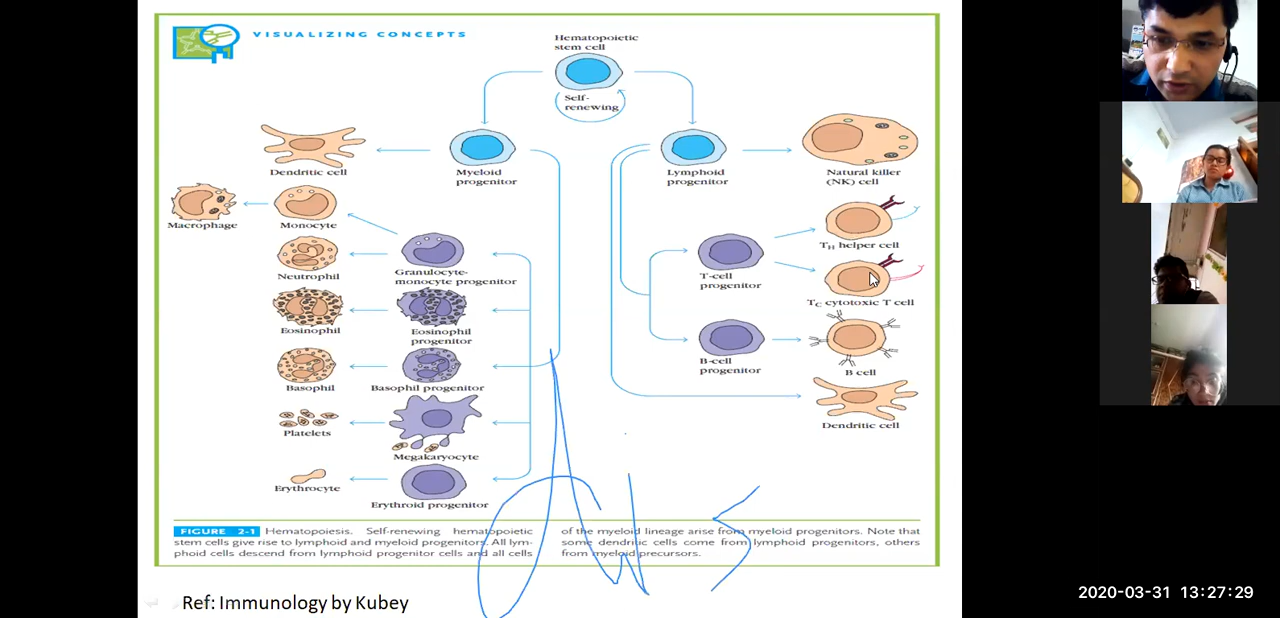 VISUALIZING CONCEPTS
Hematopoietic
stem cell
Self-
renewing
Dendritic cell
Myeloid
progenitor
Lymphoid
progenitor
Natural killer
(NK) cell
Macrophage
Monocyte
TH helper cell
Neutrophil
Granulocyte-
monocyte progenitor
T-cell
progenitor
TC cytotoxic T cell
Eosinophil
Eosinophil
progenitor
B-cell
progenitor
B cell
Basophil
Basophil progenitor
Platelets
Megakaryocyte
Dendritic cell
Erythrocyte
Erythroid progenitor
FIGURE 2-1 Hematopoiesis. Self-renewing hematopoietic
stem cells give rise to lymphoid and myeloid progenitors. All lym-
phoid cells descend from lymphoid progenitor cells and all cells
of the myeloid lineage arise from myeloid progenitors. Note that
some dendritic cells come from lymphoid progenitors, others
from myeloid precursors.
Ref: Immunology by Kubey
2020-03-31 13:27:29